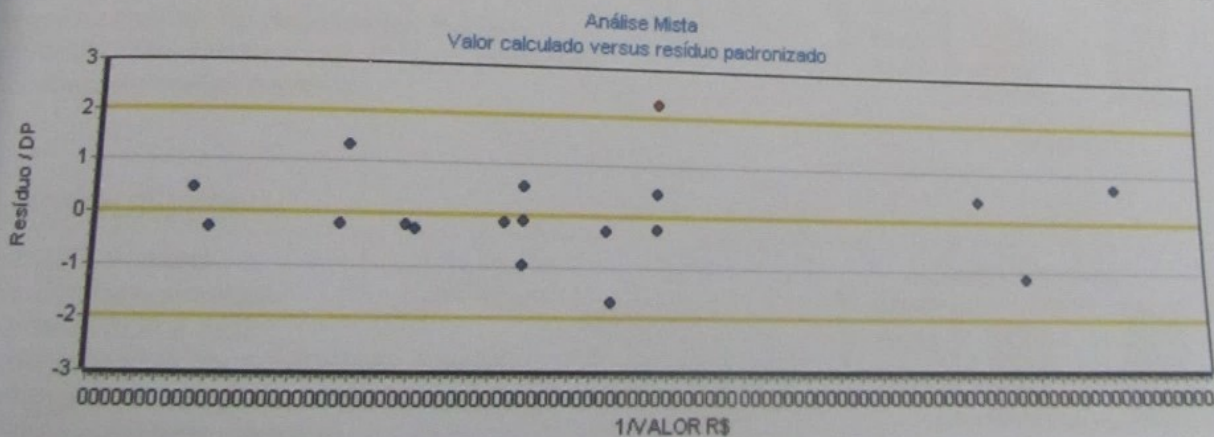 Análise Mista
Valor calculado versus resíduo padronizado
3
2
1
0
-1
-2
-3
Resíduo / DP
1/VALOR R$